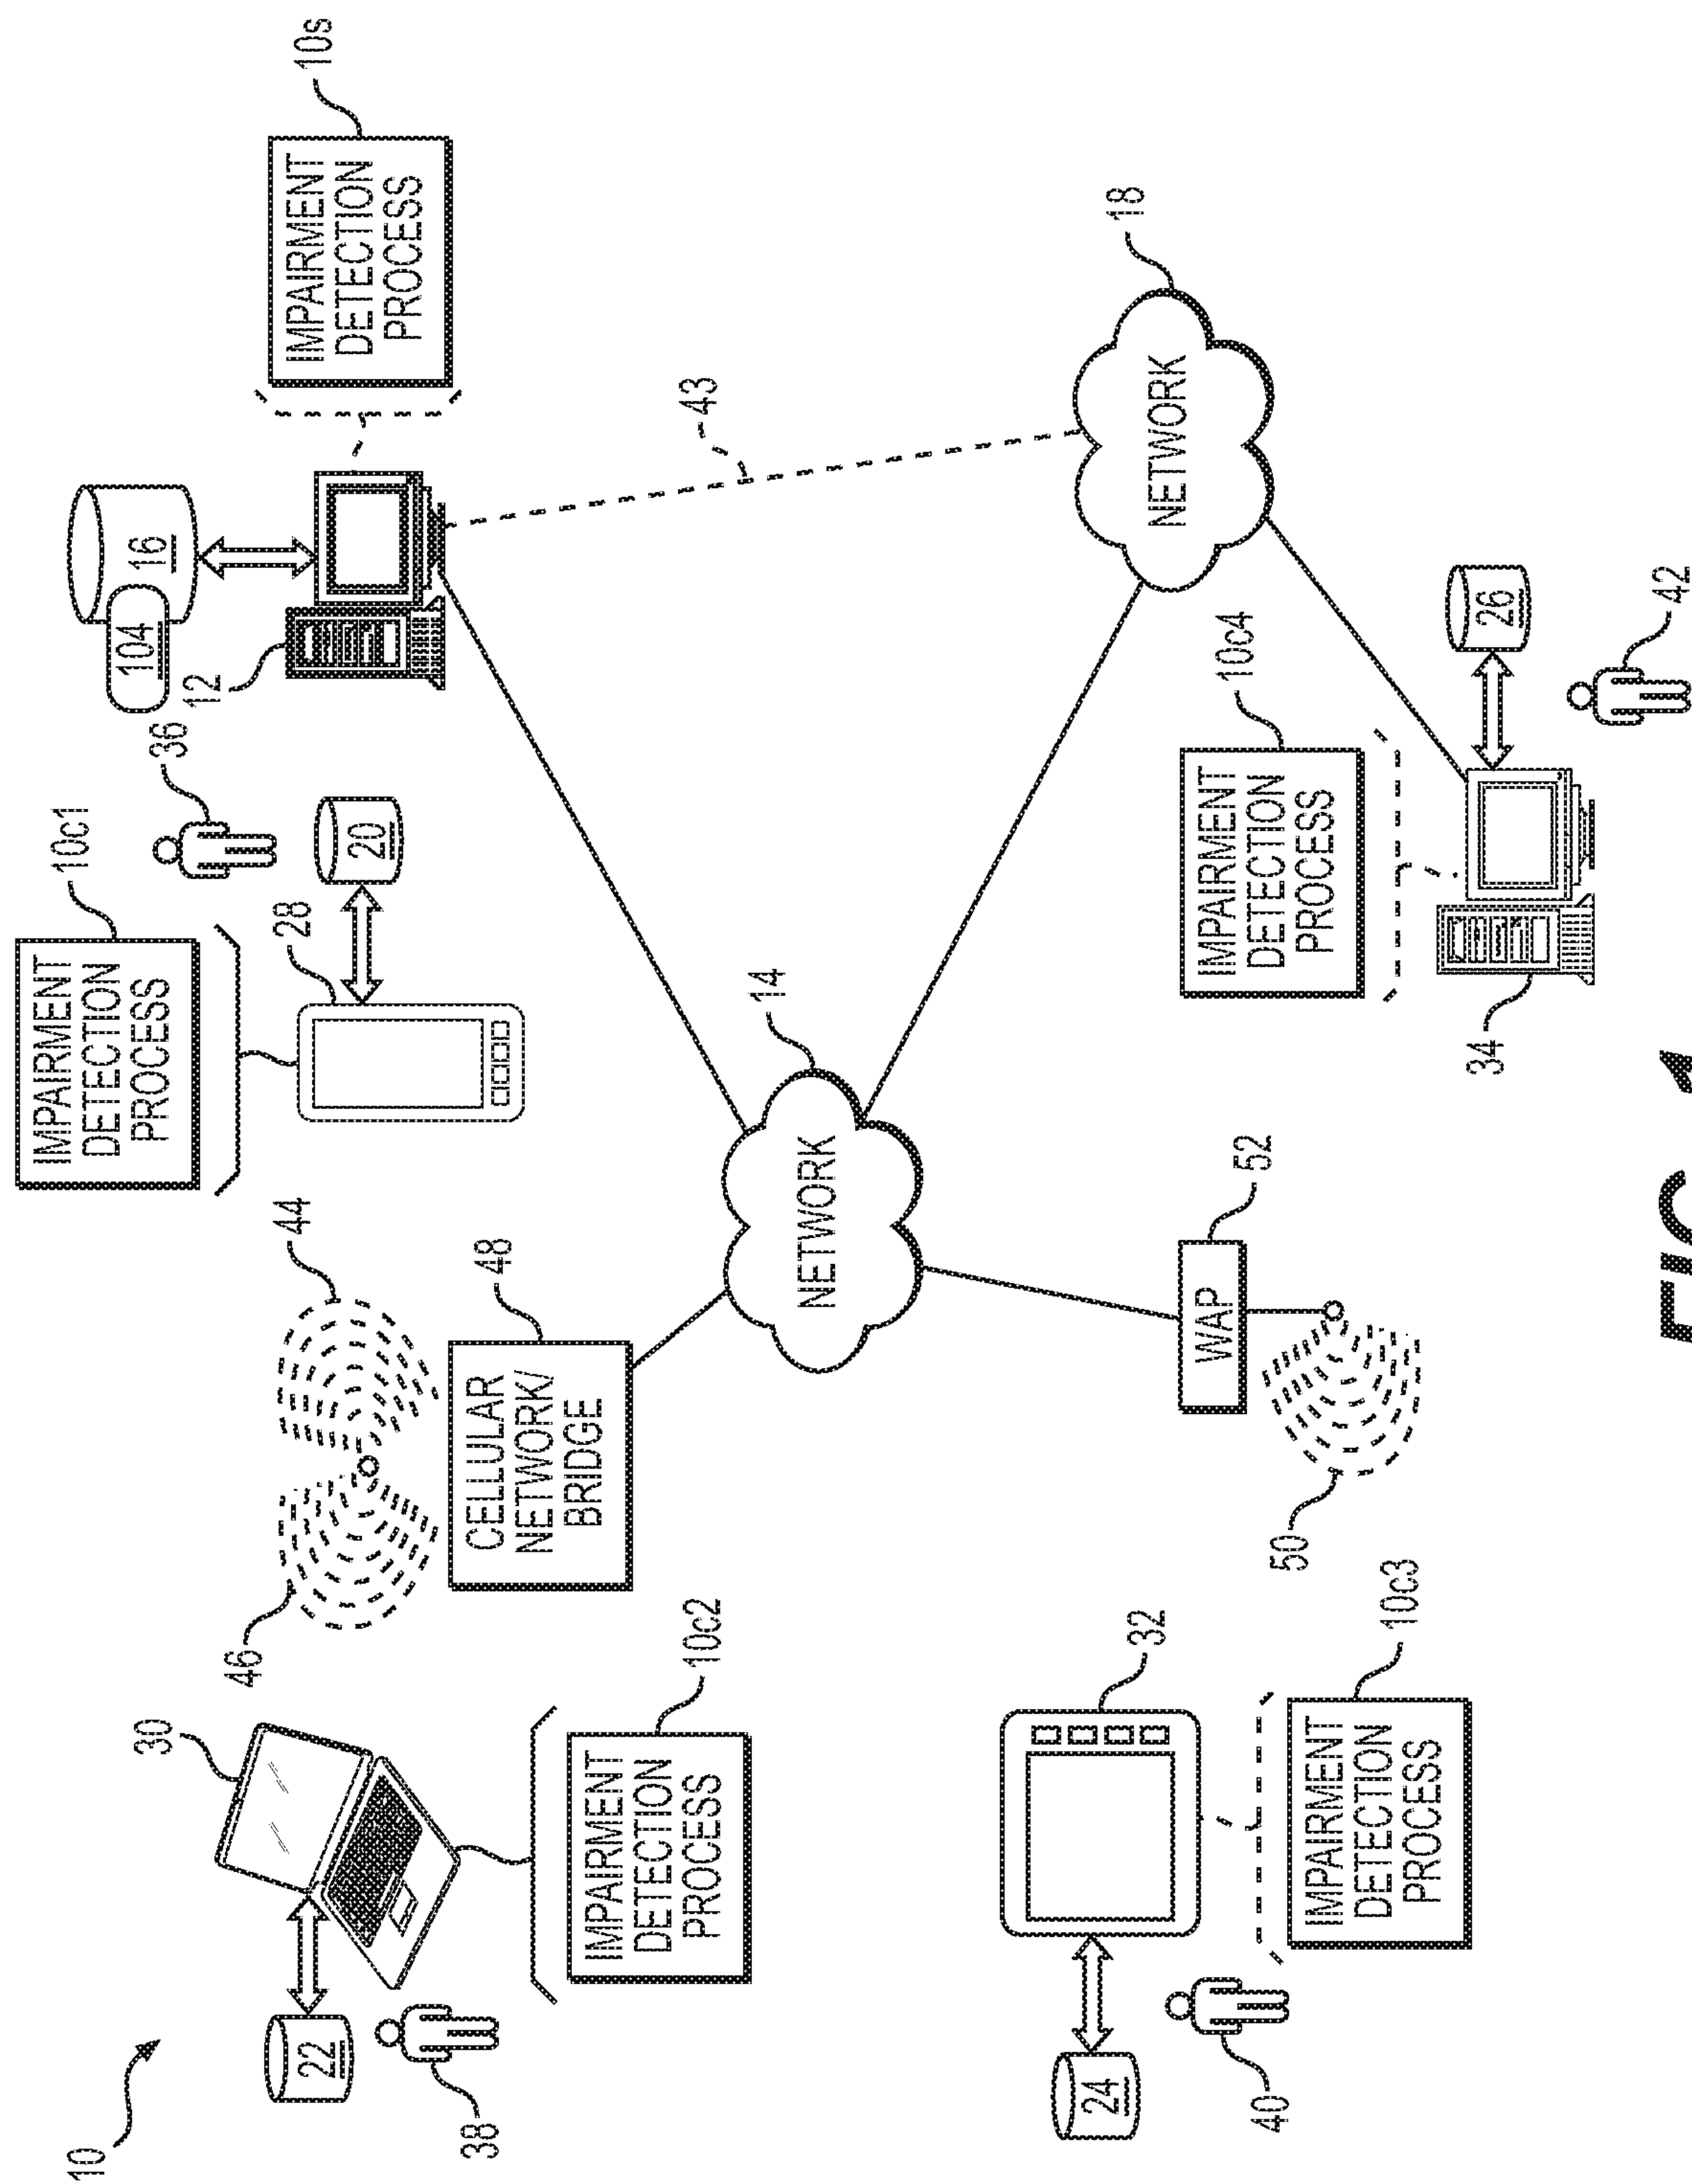 10
IMPAIRMENT
DETECTION
PROCESS
10c1
104
16
30
36
12
46
44
28
10s
IMPAIRMENT
DETECTION
PROCESS
22
20
38
CELLULAR
NETWORK/
BRIDGE
48
IMPAIRMENT
DETECTION
PROCESS
10c2
43
14
NETWORK
18
NETWORK
24
32
WAP
52
10c4
IMPAIRMENT
DETECTION
PROCESS
40
50
IMPAIRMENT
DETECTION
PROCESS
10c3
34
26
42